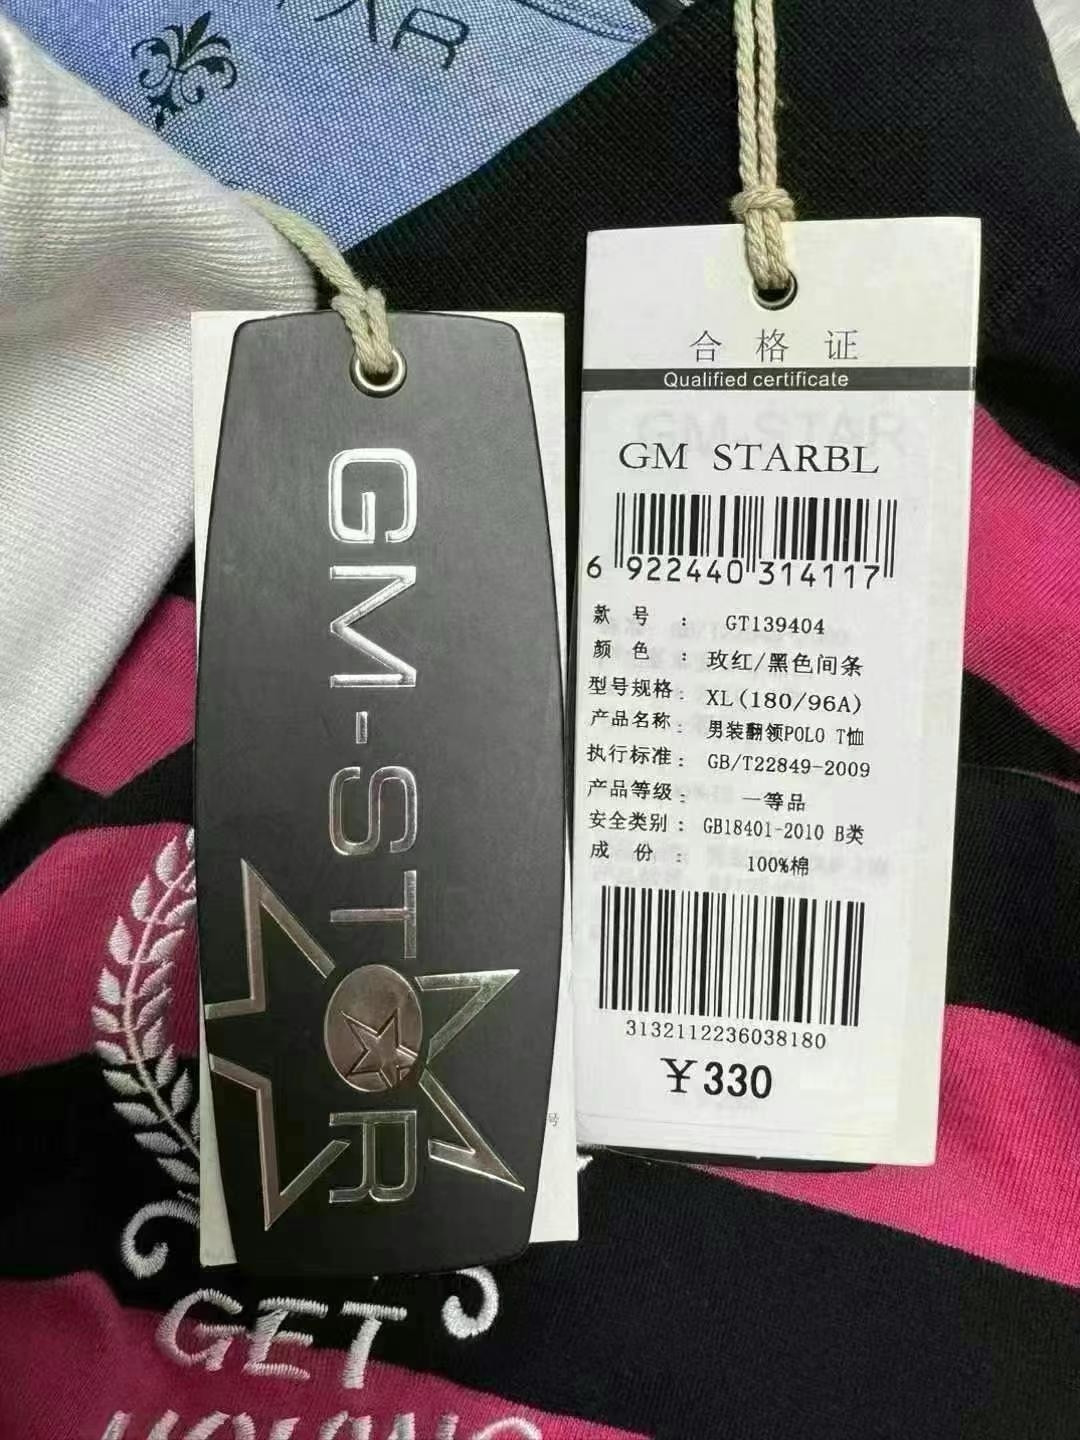 合格证
Qualified certificate
GM STARBL
6 922440 314117
款号: GT139404
颜色: 玫红/黑色间条
型号规格: XL(180/96A)
产品名称: 男装翻领POLO T恤
执行标准: GB/T22849-2009
产品等级: 一等品
安全类别: GB18401-2010 B类
成份: 100%棉
3132112236038180
¥330
GM-STAR
号
GET